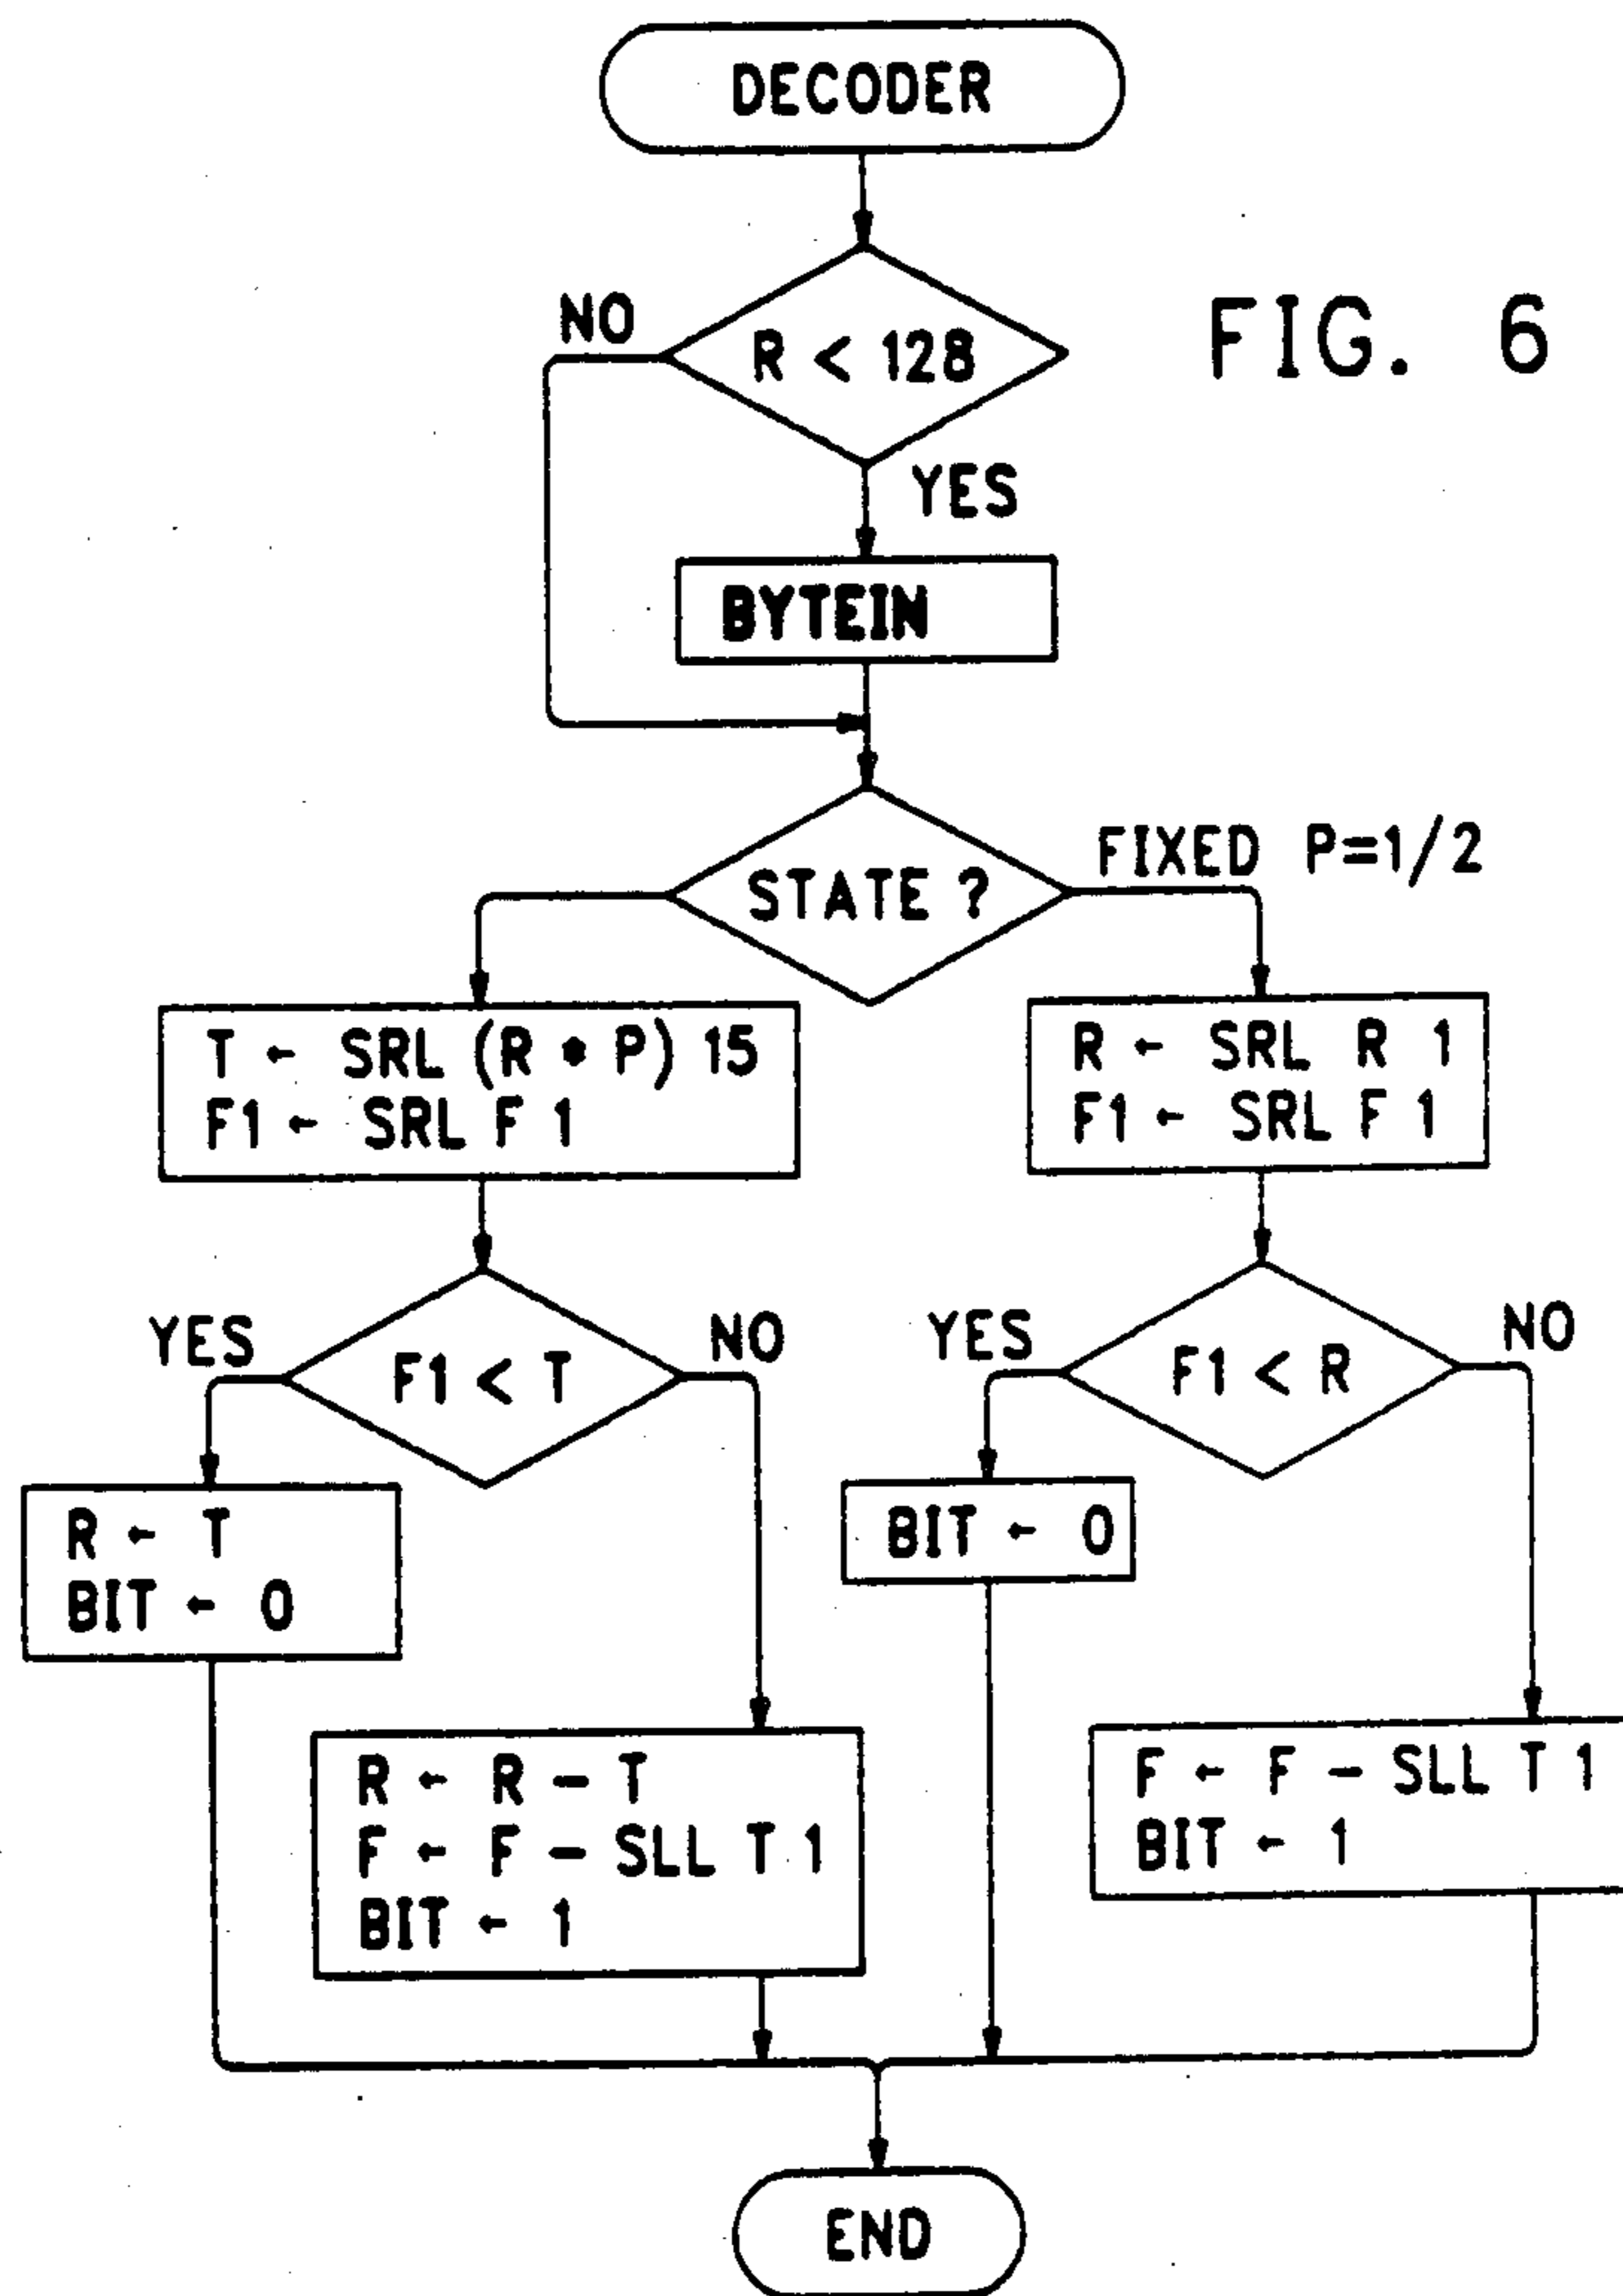 DECODER
FIG. 6
R < 128
NO
YES
BYTEIN
STATE ?
FIXED P=1/2
T ← SRL (R * P) 15
F1 ← SRL F 1
R ← SRL R 1
F1 ← SRL F 1
YES
F1 < T
NO
YES
F1 < R
NO
R ← T
BIT ← 0
BIT ← 0
R ← R – T
F ← F – SLL T 1
BIT ← 1
F ← F – SLL T 1
BIT ← 1
END